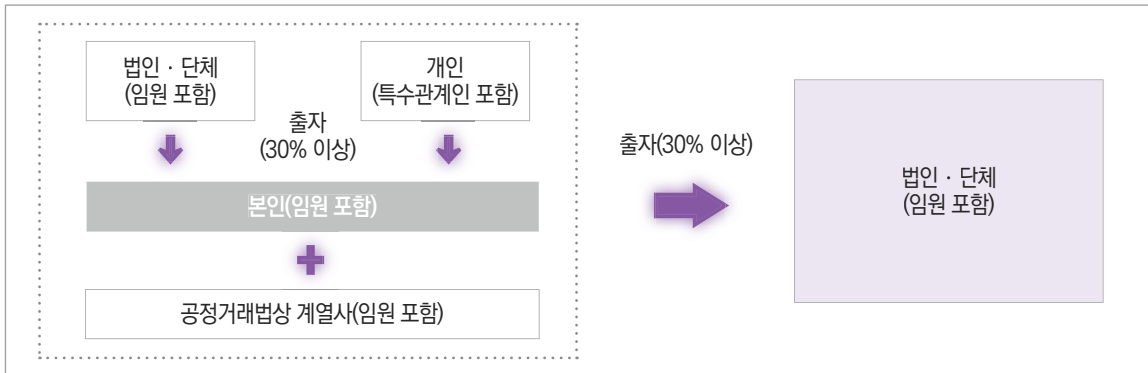 법인 · 단체
(임원 포함)
개인
(특수관계인 포함)
출자
(30% 이상)
본인(임원 포함)
공정거래법상 계열사(임원 포함)
출자(30% 이상)
법인 · 단체
(임원 포함)